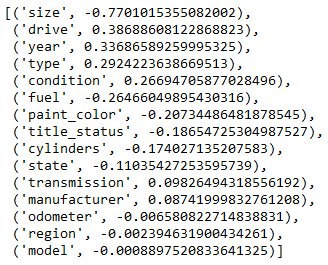 [('size', -0.7701015355082002),
('drive', 0.38688608122868823),
('year', 0.33686589259995325),
('type', 0.2924223638669513),
('condition', 0.26694705877028496),
('fuel', -0.26466049895430316),
('paint_color', -0.20734486481878545),
('title_status', -0.18654725304987527),
('cylinders', -0.174027135207583),
('state', -0.11035427253595739),
('transmission', 0.09826494318556192),
('manufacturer', 0.08741999832761208),
('odometer', -0.006580822714838831),
('region', -0.002394631900434261),
('model', -0.0008897520833641325)]